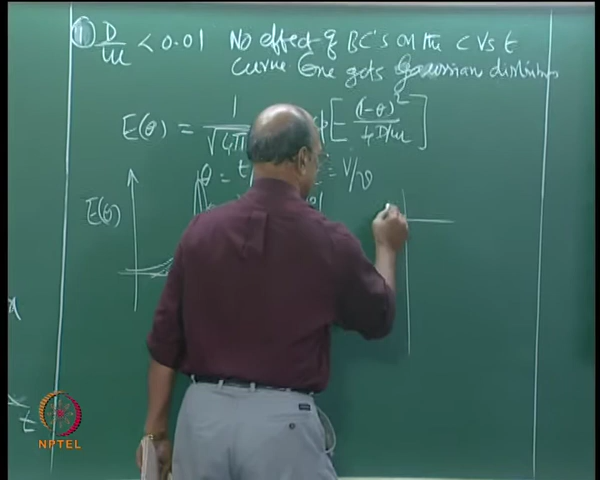 ① D/uL < 0.01 No effect of BC's on the C Vs t
curve. One gets Gaussian distribution
E(θ) = 1/√4π exp[-(1-θ)²/4D/uL]
θ = t = V/v
E(θ)
t
NPTEL